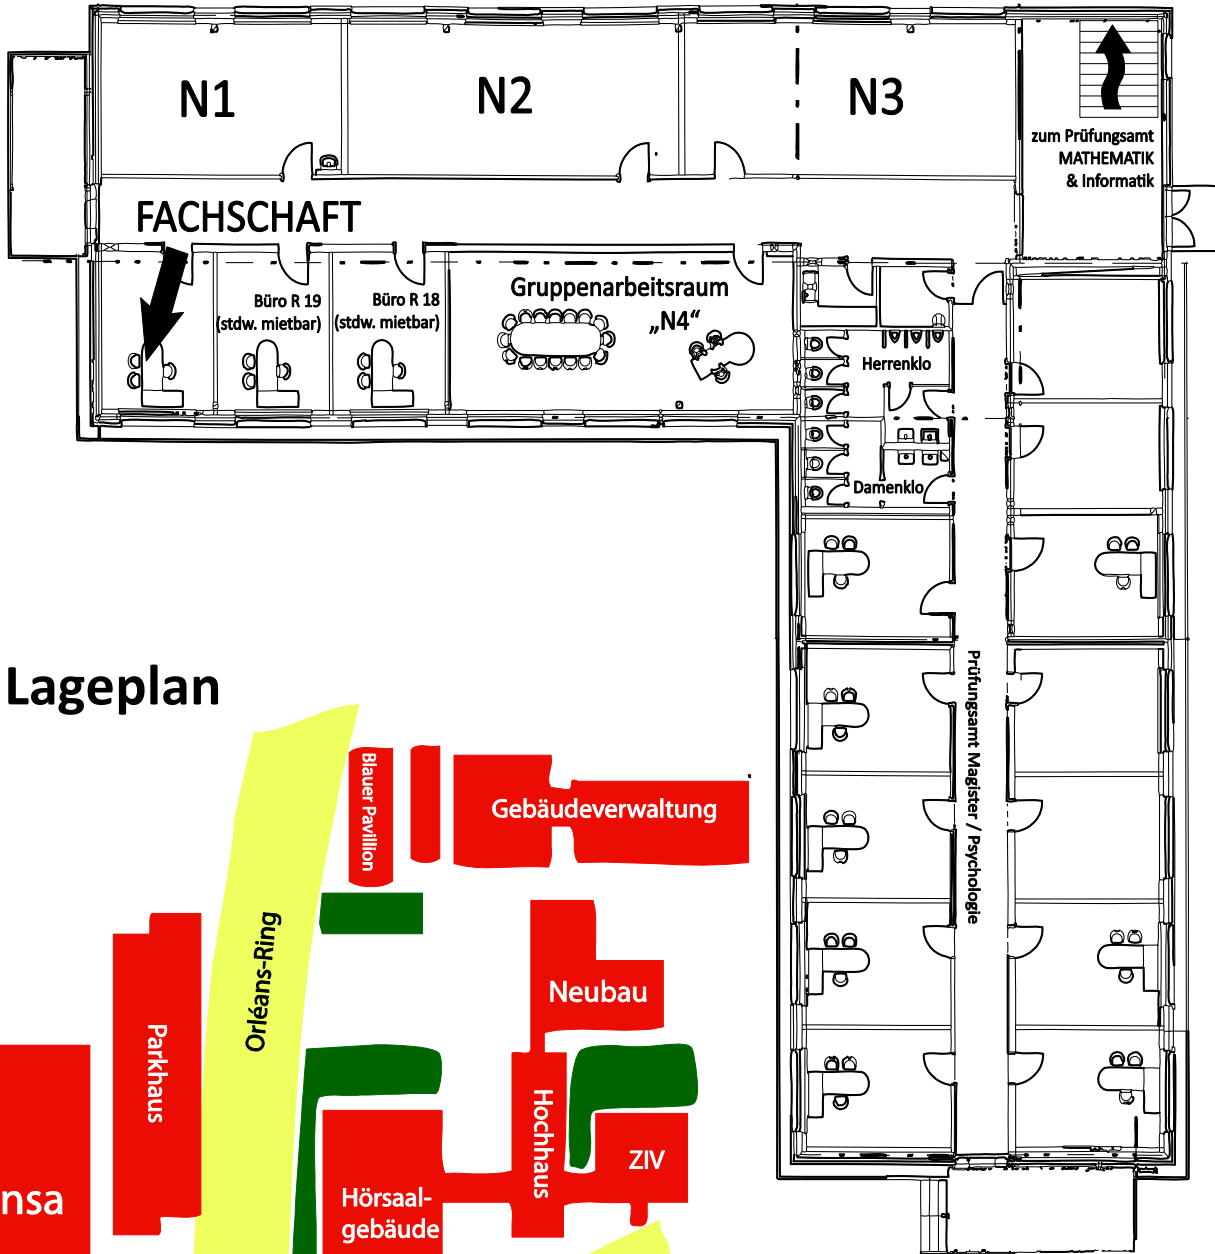 N1
N2
N3
zum Prüfungsamt
MATHEMATIK
& Informatik
FACHSCHAFT
Büro R 19
(stdw. mietbar)
Büro R 18
(stdw. mietbar)
Gruppenarbeitsraum
„N4“
Herrenklo
Damenklo
Prüfungsamt Magister / Psychologie
Lageplan
Blauer Pavillion
Gebäudeverwaltung
Orléans-Ring
Neubau
Parkhaus
Hochhaus
ZIV
nsa
Hörsaal-
gebäude